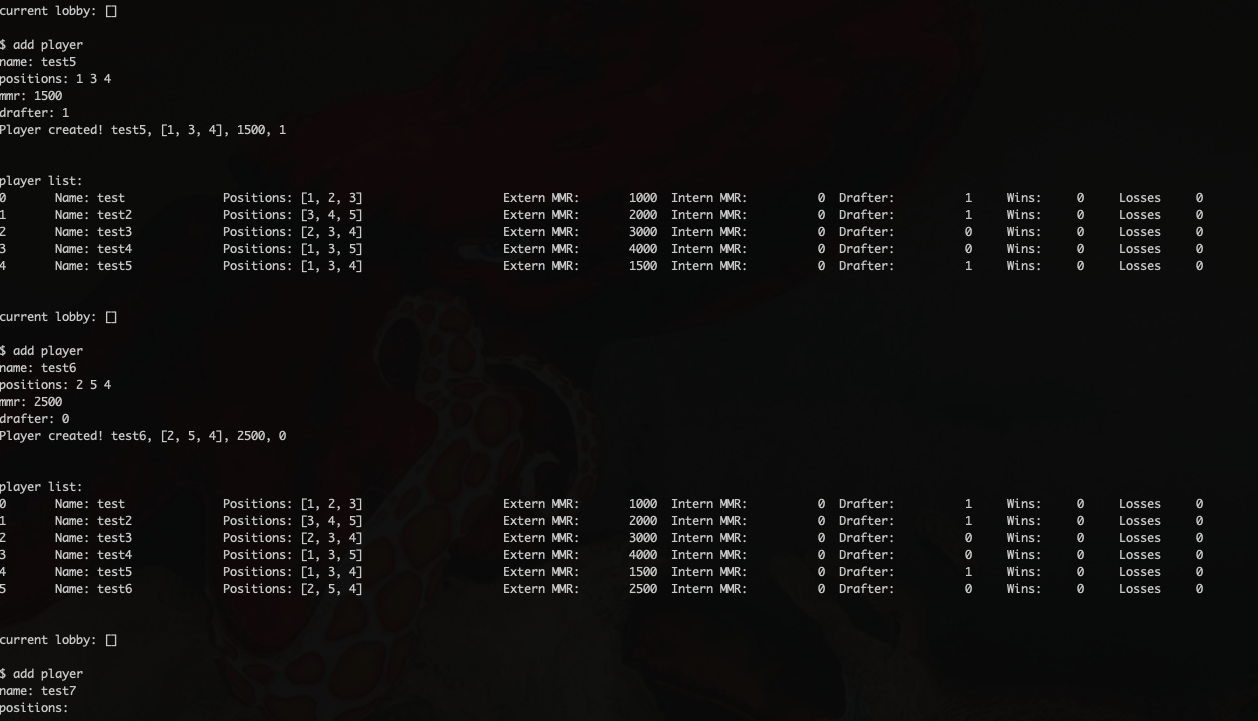 current lobby: []
$ add player
name: test5
positions: 1 3 4
mmr: 1500
drafter: 1
Player created! test5, [1, 3, 4], 1500, 1
player list:
0 Name: test Positions: [1, 2, 3] Extern MMR: 1000 Intern MMR: 0 Drafter: 1 Wins: 0 Losses 0
1 Name: test2 Positions: [3, 4, 5] Extern MMR: 2000 Intern MMR: 0 Drafter: 1 Wins: 0 Losses 0
2 Name: test3 Positions: [2, 3, 4] Extern MMR: 3000 Intern MMR: 0 Drafter: 0 Wins: 0 Losses 0
3 Name: test4 Positions: [1, 3, 5] Extern MMR: 4000 Intern MMR: 0 Drafter: 0 Wins: 0 Losses 0
4 Name: test5 Positions: [1, 3, 4] Extern MMR: 1500 Intern MMR: 0 Drafter: 1 Wins: 0 Losses 0
current lobby: []
$ add player
name: test6
positions: 2 5 4
mmr: 2500
drafter: 0
Player created! test6, [2, 5, 4], 2500, 0
player list:
0 Name: test Positions: [1, 2, 3] Extern MMR: 1000 Intern MMR: 0 Drafter: 1 Wins: 0 Losses 0
1 Name: test2 Positions: [3, 4, 5] Extern MMR: 2000 Intern MMR: 0 Drafter: 1 Wins: 0 Losses 0
2 Name: test3 Positions: [2, 3, 4] Extern MMR: 3000 Intern MMR: 0 Drafter: 0 Wins: 0 Losses 0
3 Name: test4 Positions: [1, 3, 5] Extern MMR: 4000 Intern MMR: 0 Drafter: 0 Wins: 0 Losses 0
4 Name: test5 Positions: [1, 3, 4] Extern MMR: 1500 Intern MMR: 0 Drafter: 1 Wins: 0 Losses 0
5 Name: test6 Positions: [2, 5, 4] Extern MMR: 2500 Intern MMR: 0 Drafter: 0 Wins: 0 Losses 0
current lobby: []
$ add player
name: test7
positions: